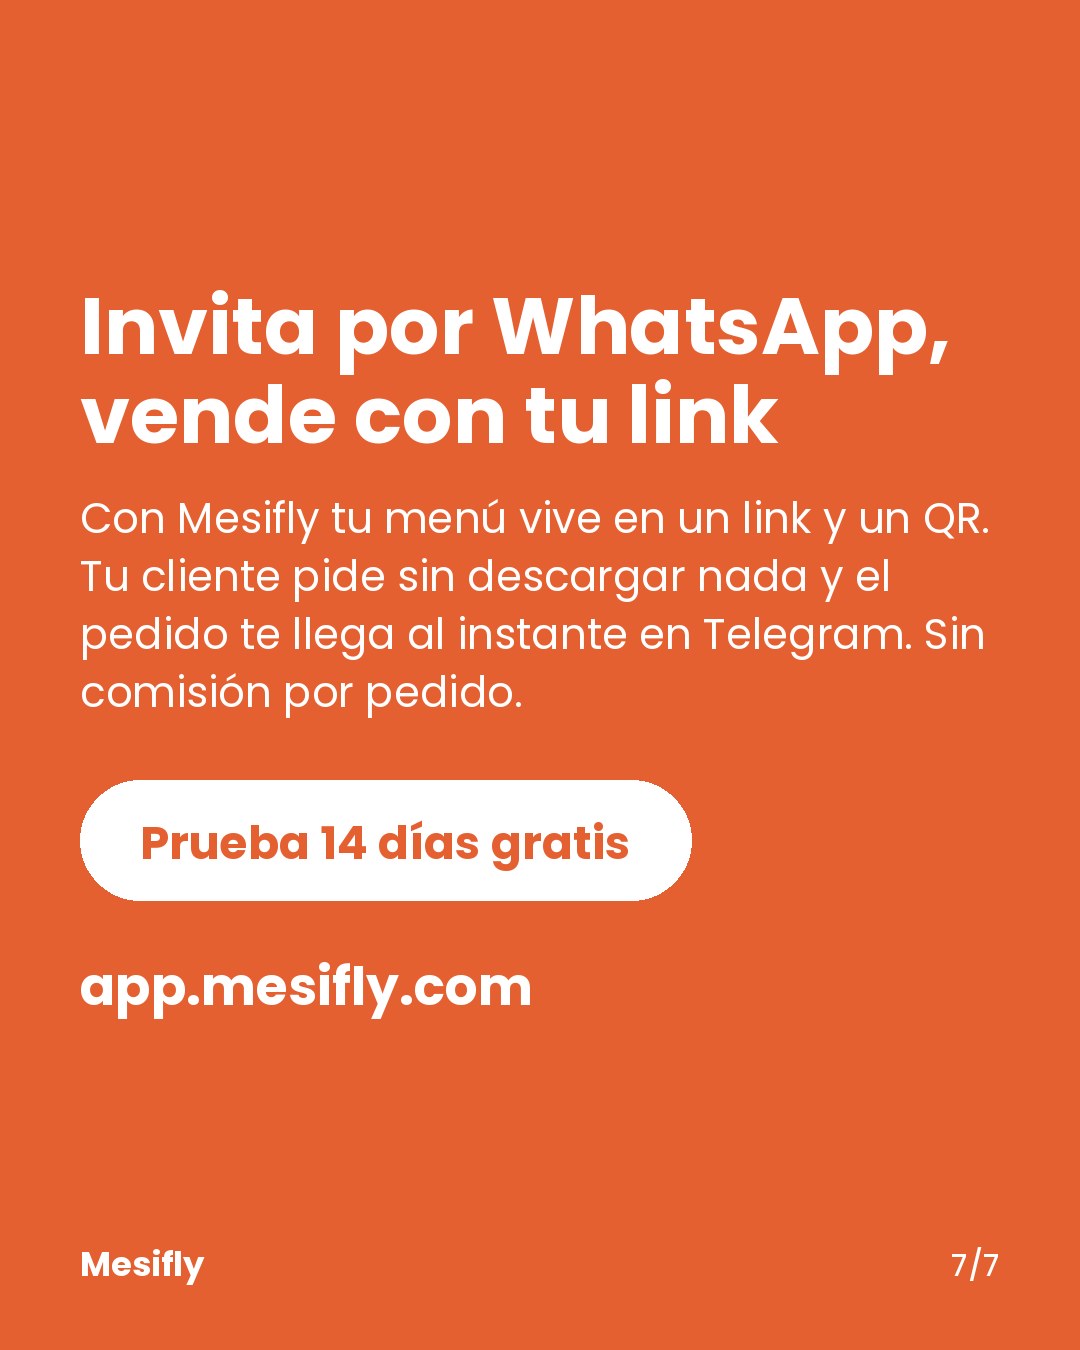 Invita por WhatsApp,
vende con tu link
Con Mesifly tu menú vive en un link y un QR.
Tu cliente pide sin descargar nada y el
pedido te llega al instante en Telegram. Sin
comisión por pedido.
Prueba 14 días gratis
app.mesifly.com
Mesifly
7/7